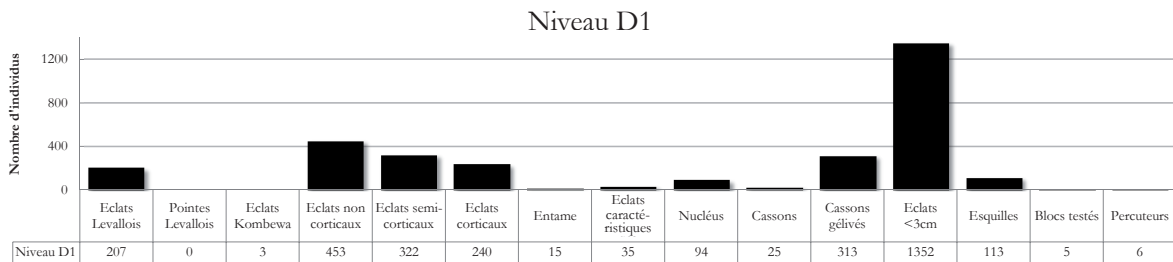 Niveau D1
Nombre d'individus
1200
800
400
0
Eclats Levallois
Pointes Levallois
Eclats Kombewa
Eclats non corticaux
Eclats semi-corticaux
Eclats corticaux
Entame
Eclats caracté-ristiques
Nucléus
Cassons
Cassons gélivés
Eclats <3cm
Esquilles
Blocs testés
Percuteurs
Niveau D1 207 0 3 453 322 240 15 35 94 25 313 1352 113 5 6